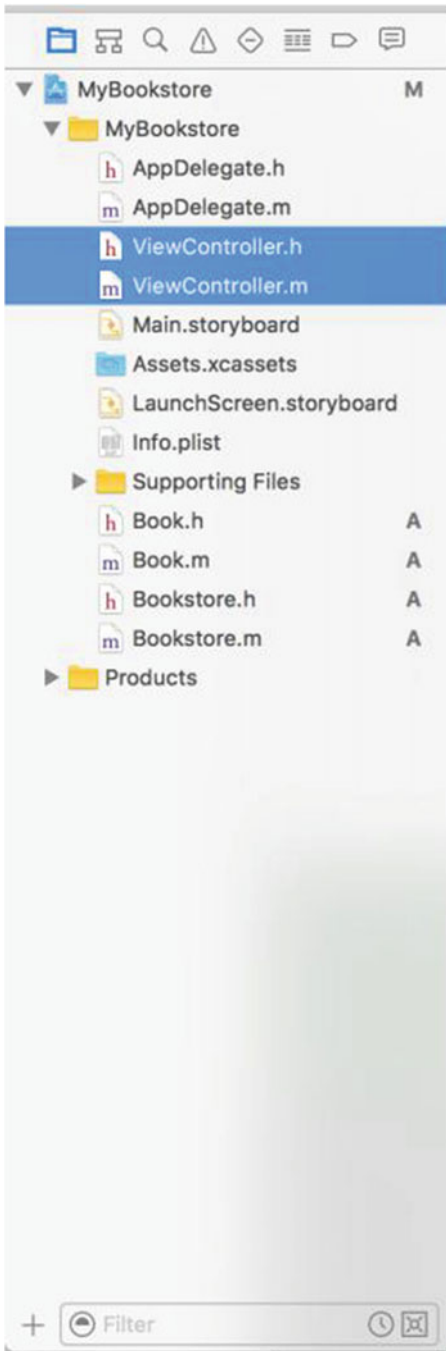 MyBookstore M
MyBookstore
h AppDelegate.h
m AppDelegate.m
h ViewController.h
m ViewController.m
Main.storyboard
Assets.xcassets
LaunchScreen.storyboard
Info.plist
Supporting Files
h Book.h A
m Book.m A
h Bookstore.h A
m Bookstore.m A
Products
Filter